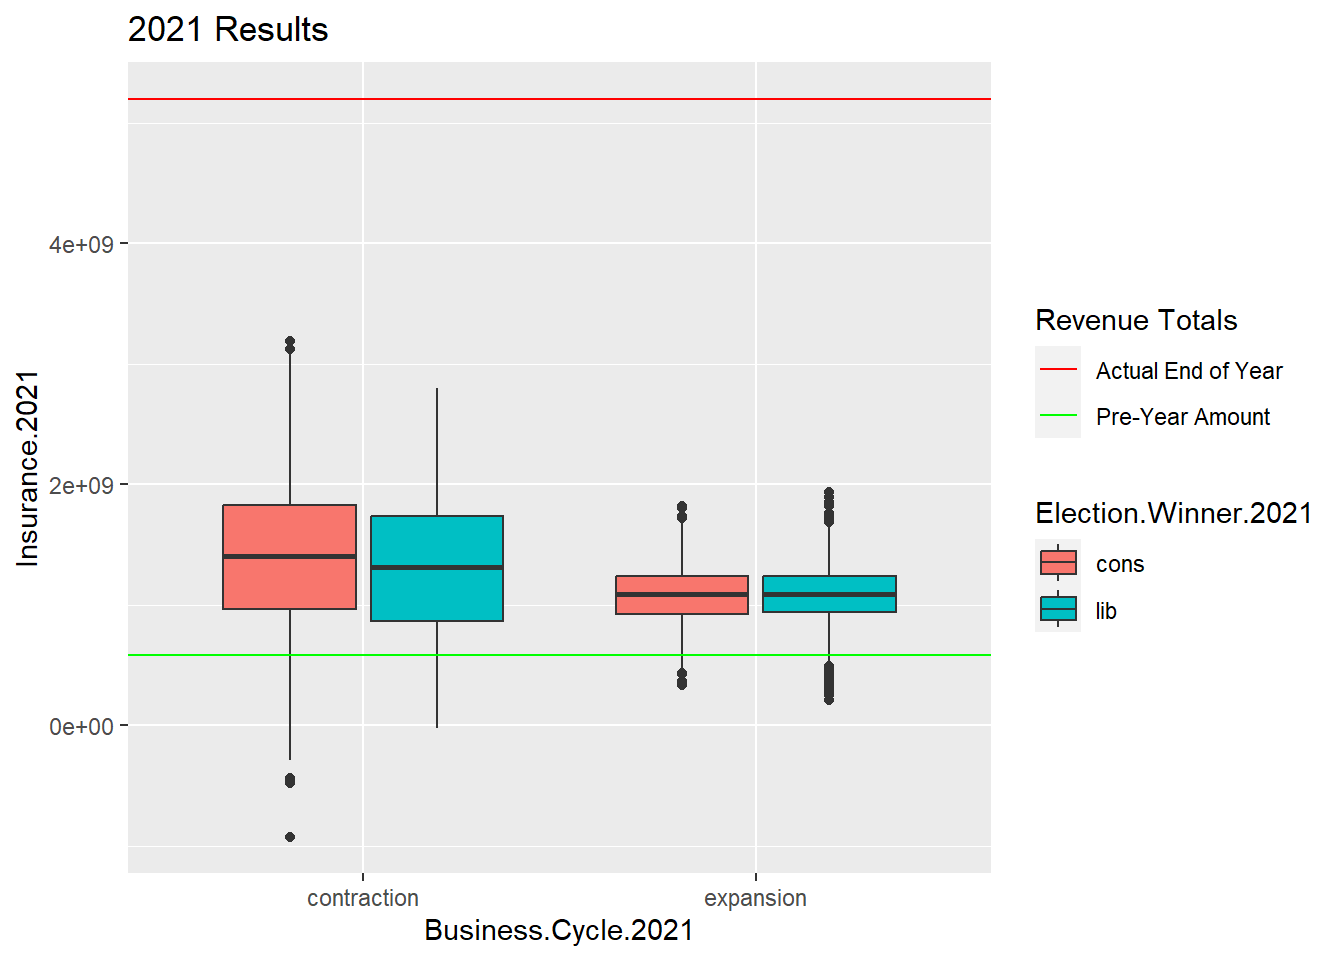 2021 Results
Insurance.2021
4e+09
2e+09
0e+00
contraction
expansion
Business.Cycle.2021
Revenue Totals
Actual End of Year
Pre-Year Amount
Election.Winner.2021
cons
lib